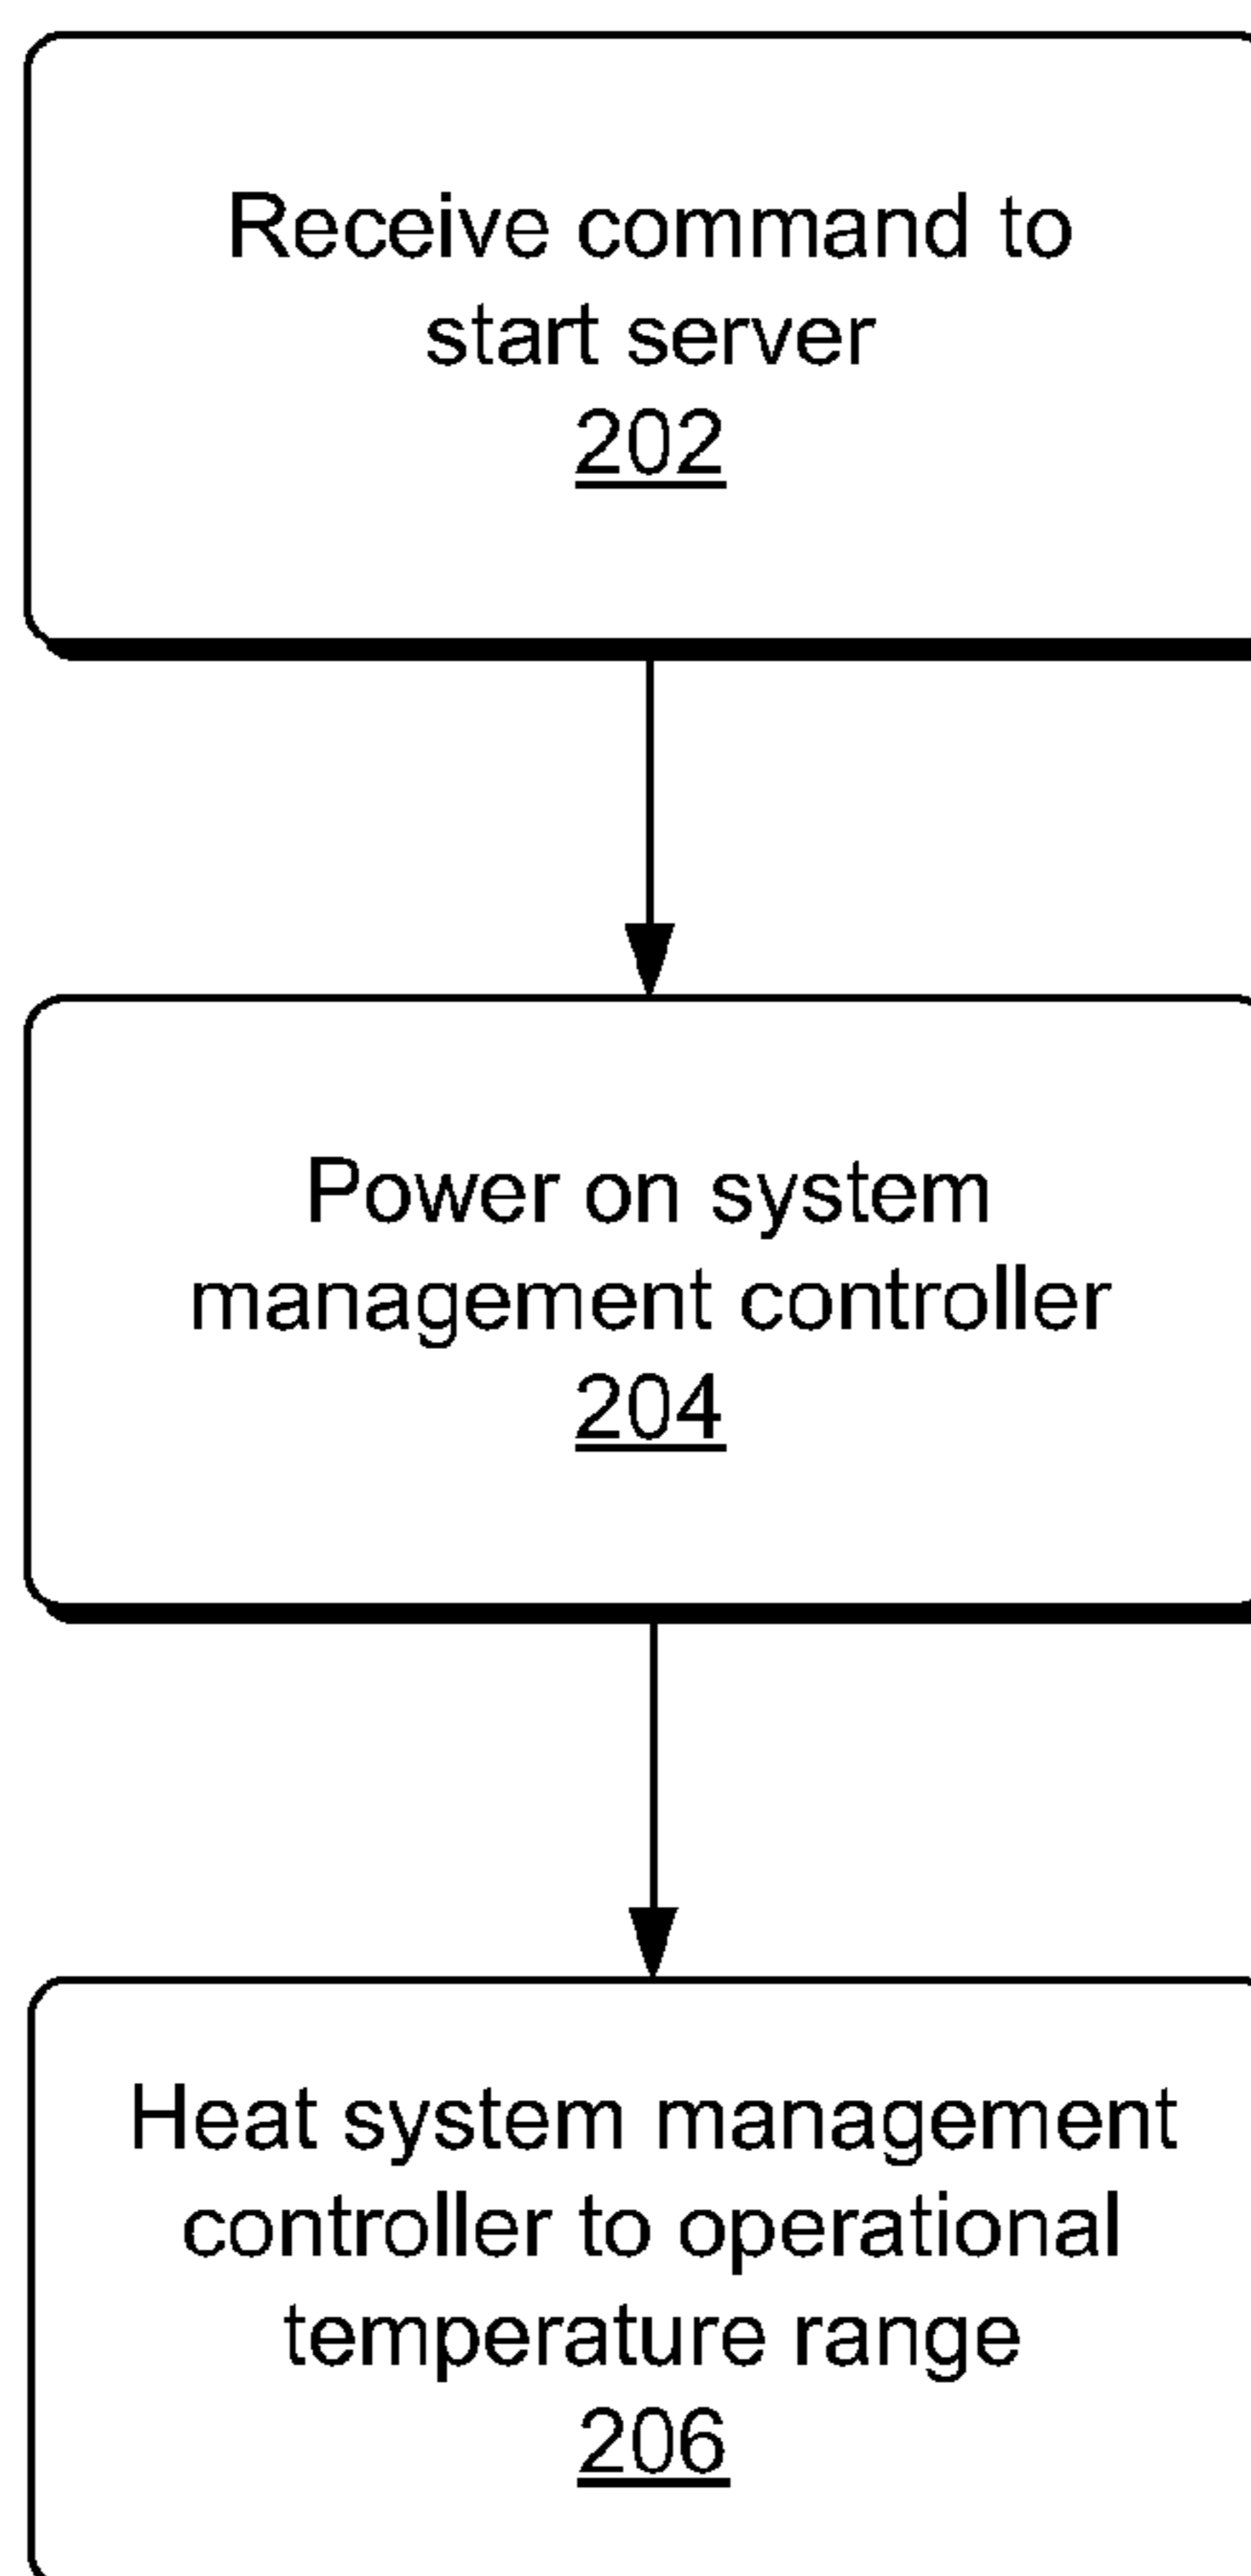 Receive command to
start server
202
Power on system
management controller
204
Heat system management
controller to operational
temperature range
206